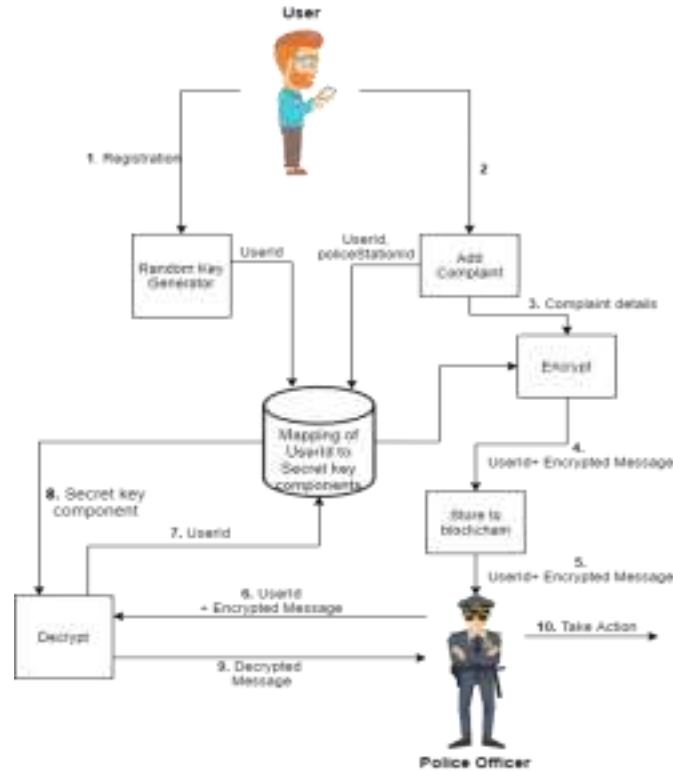 User
1. Registration
2
UserId
UserId,
policeStationId
Random Key
Generator
Add
Complaint
3. Complaint details
Encrypt
Mapping of
UserId to
Secret key
components
4.
UserId+ Encrypted Message
8. Secret key
component
Store to
blockchain
7. UserId
5.
UserId+ Encrypted Message
6. UserId
+ Encrypted Message
Decrypt
10. Take Action
9. Decrypted
Message
Police Officer